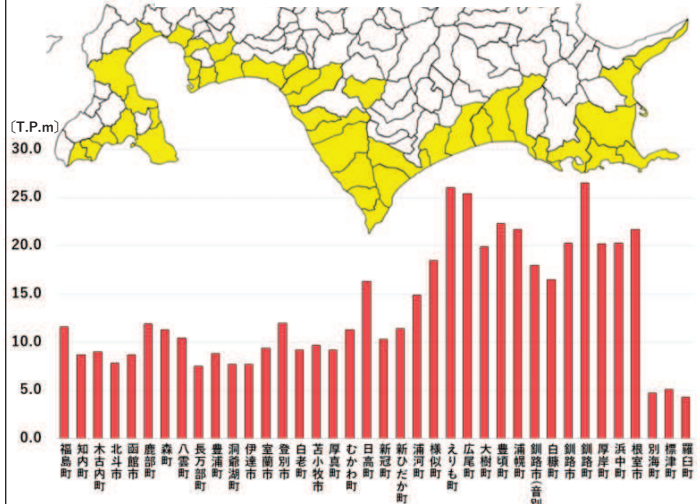 [T.P.m]
30.0
25.0
20.0
15.0
10.0
5.0
0.0
福島町
知内町
木古内町
北斗市
函館市
鹿部町
森町
八雲町
長万部町
豊浦町
洞爺湖町
伊達市
室蘭市
登別市
白老町
苫小牧市
厚真町
むかわ町
日高町
新冠町
新ひだか町
浦河町
様似町
えりも町
広尾町
大樹町
豊頃町
浦幌町
釧路市(音別
白糠町
釧路市
釧路町
厚岸町
浜中町
根室市
別海町
標津町
羅臼町